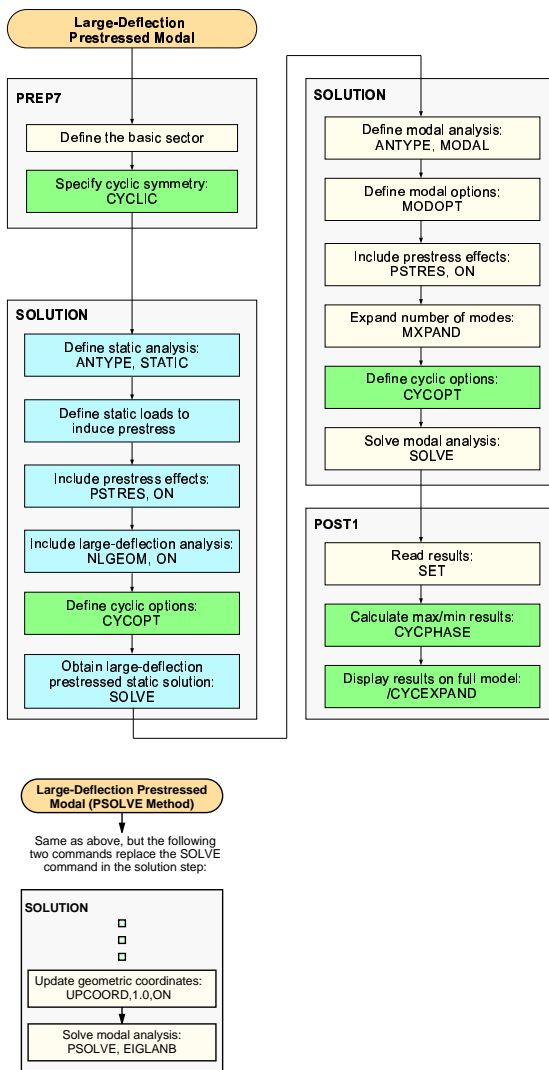 Large-Deflection
Prestressed Modal
PREP7
Define the basic sector
Specify cyclic symmetry:
CYCLIC
SOLUTION
Define static analysis:
ANTYPE, STATIC
Define static loads to
induce prestress
Include prestress effects:
PSTRES, ON
Include large-deflection analysis:
NLGEOM, ON
Define cyclic options:
CYCOPT
Obtain large-deflection
prestressed static solution:
SOLVE
SOLUTION
Define modal analysis:
ANTYPE, MODAL
Define modal options:
MODOPT
Include prestress effects:
PSTRES, ON
Expand number of modes:
MXPAND
Define cyclic options:
CYCOPT
Solve modal analysis:
SOLVE
POST1
Read results:
SET
Calculate max/min results:
CYCPHASE
Display results on full model:
/CYCEXPAND
Large-Deflection Prestressed
Modal (PSOLVE Method)
Same as above, but the following
two commands replace the SOLVE
command in the solution step:
SOLUTION
Update geometric coordinates:
UPCOORD,1.0,ON
Solve modal analysis:
PSOLVE, EIGLANB